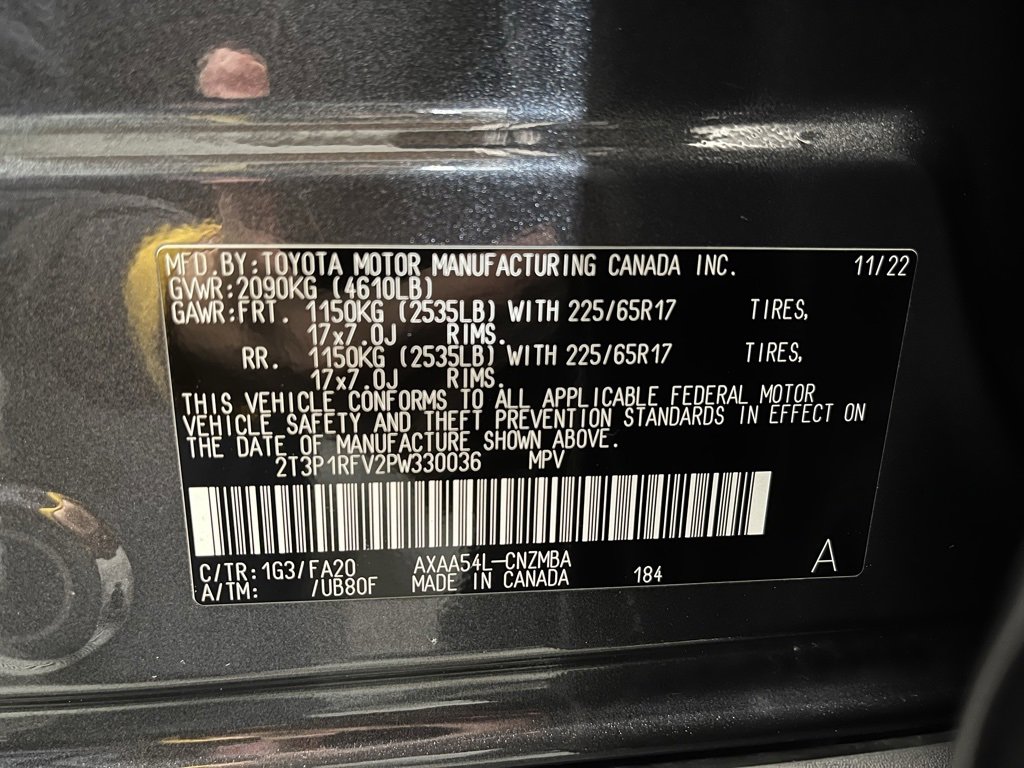 MFD.BY:TOYOTA MOTOR MANUFACTURING CANADA INC. 11/22
GVWR:2090KG (4610LB)
GAWR:FRT. 1150KG (2535LB) WITH 225/65R17 TIRES,
17x7.0J RIMS.
RR. 1150KG (2535LB) WITH 225/65R17 TIRES,
17x7.0J RIMS.
THIS VEHICLE CONFORMS TO ALL APPLICABLE FEDERAL MOTOR
VEHICLE SAFETY AND THEFT PREVENTION STANDARDS IN EFFECT ON
THE DATE OF MANUFACTURE SHOWN ABOVE.
2T3P1RFV2PW330036 MPV
C/TR:1G3/FA20 AXAA54L-CNZMBA
A/TM: /UB80F MADE IN CANADA 184 A